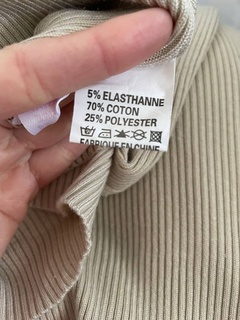 5% ELASTHANNE
70% COTON
25% POLYESTER
FABRIQUE EN CHINE